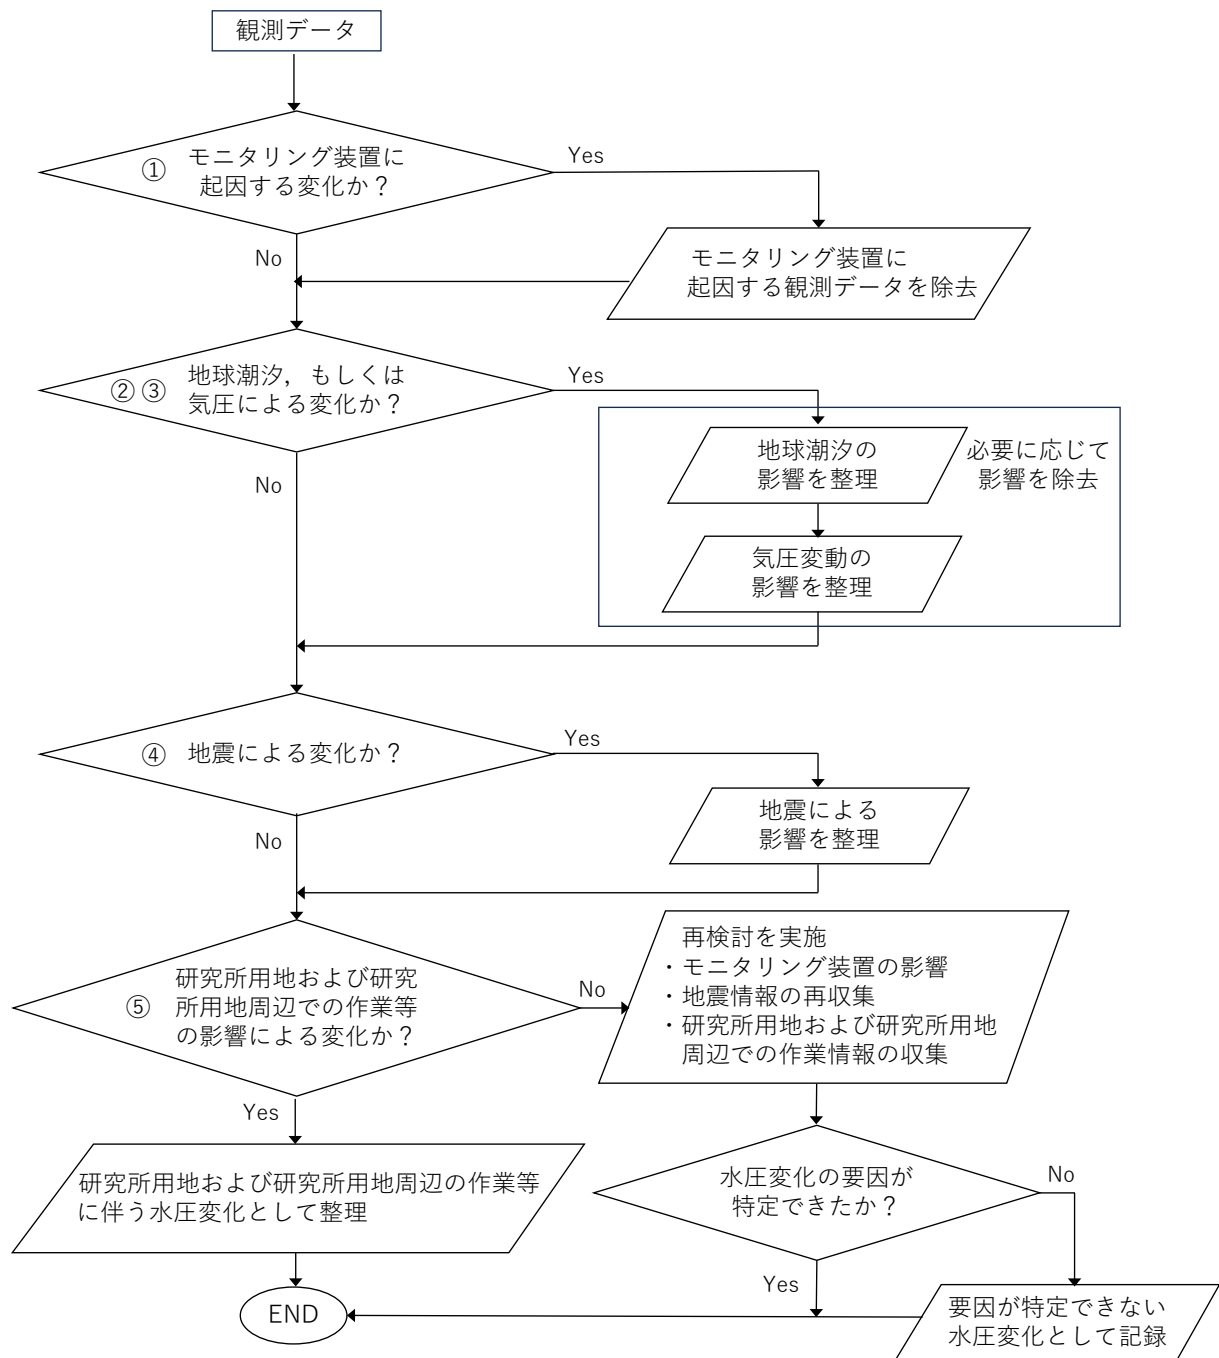 観測データ
① モニタリング装置に
起因する変化か？
Yes
No
モニタリング装置に
起因する観測データを除去
②③ 地球潮汐，もしくは
気圧による変化か？
Yes
No
地球潮汐の
影響を整理
必要に応じて
影響を除去
気圧変動の
影響を整理
④ 地震による変化か？
Yes
No
地震による
影響を整理
研究所用地および研究
⑤ 所用地周辺での作業等
の影響による変化か？
No
Yes
再検討を実施
・モニタリング装置の影響
・地震情報の再収集
・研究所用地および研究所用地
周辺での作業情報の収集
研究所用地および研究所用地周辺の作業等
に伴う水圧変化として整理
水圧変化の要因が
特定できたか？
No
Yes
要因が特定できない
水圧変化として記録
END